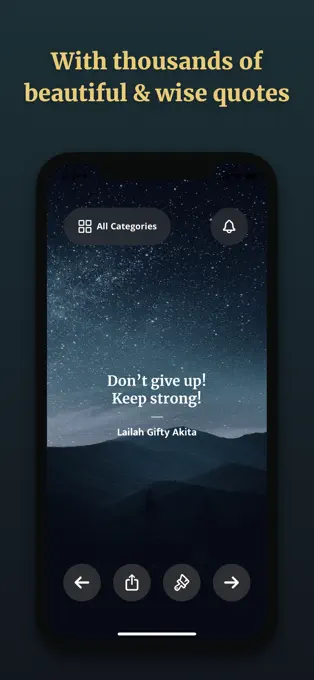 With thousands of
beautiful & wise quotes
All Categories
Don’t give up!
Keep strong!
Lailah Gifty Akita